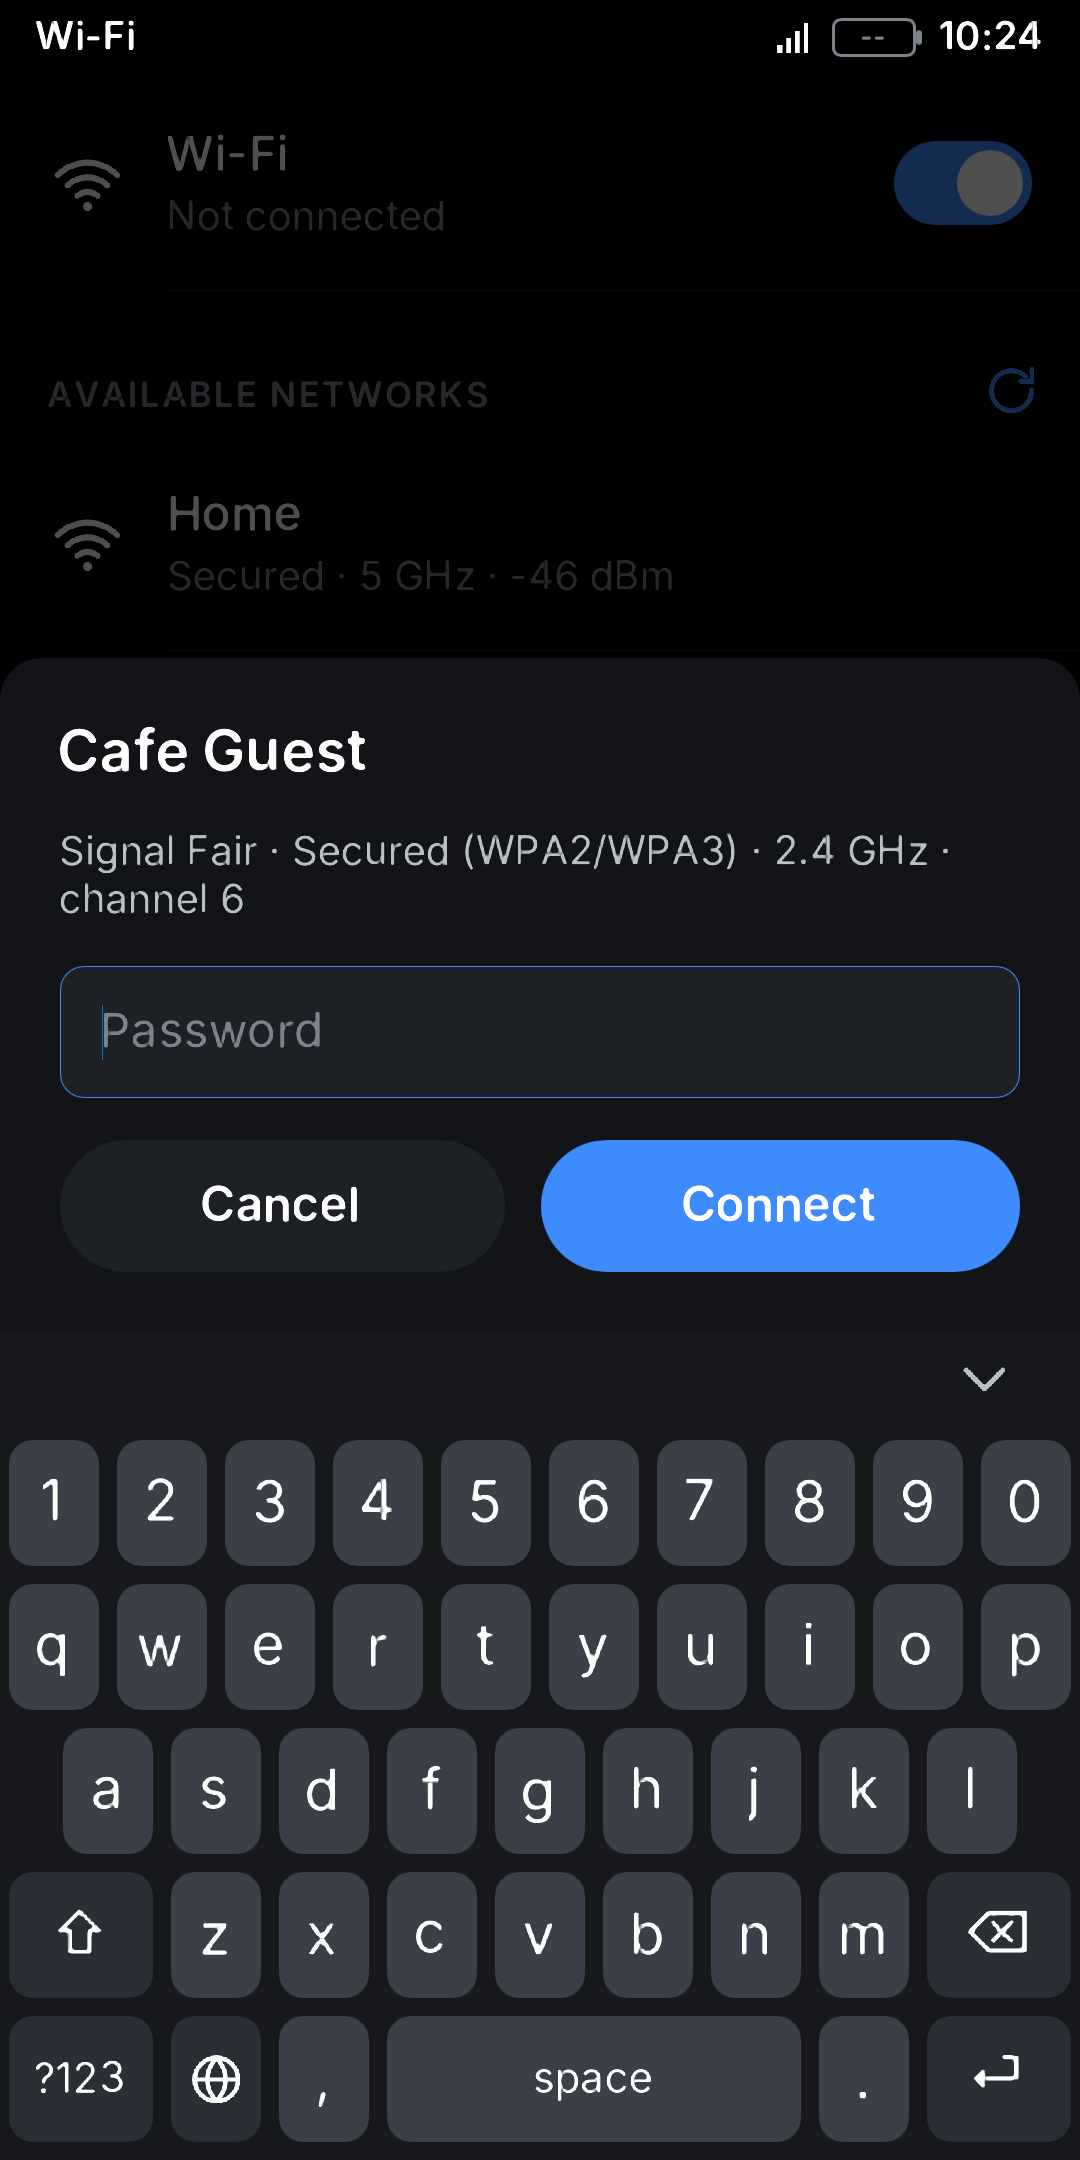 Wi-Fi -- 10:24
Wi-Fi
Not connected
AVAILABLE NETWORKS
Home
Secured · 5 GHz · -46 dBm
Cafe Guest
Signal Fair · Secured (WPA2/WPA3) · 2.4 GHz ·
channel 6
Password
Cancel Connect
1 2 3 4 5 6 7 8 9 0
q w e r t y u i o p
a s d f g h j k l
z x c v b n m
?123 , space .